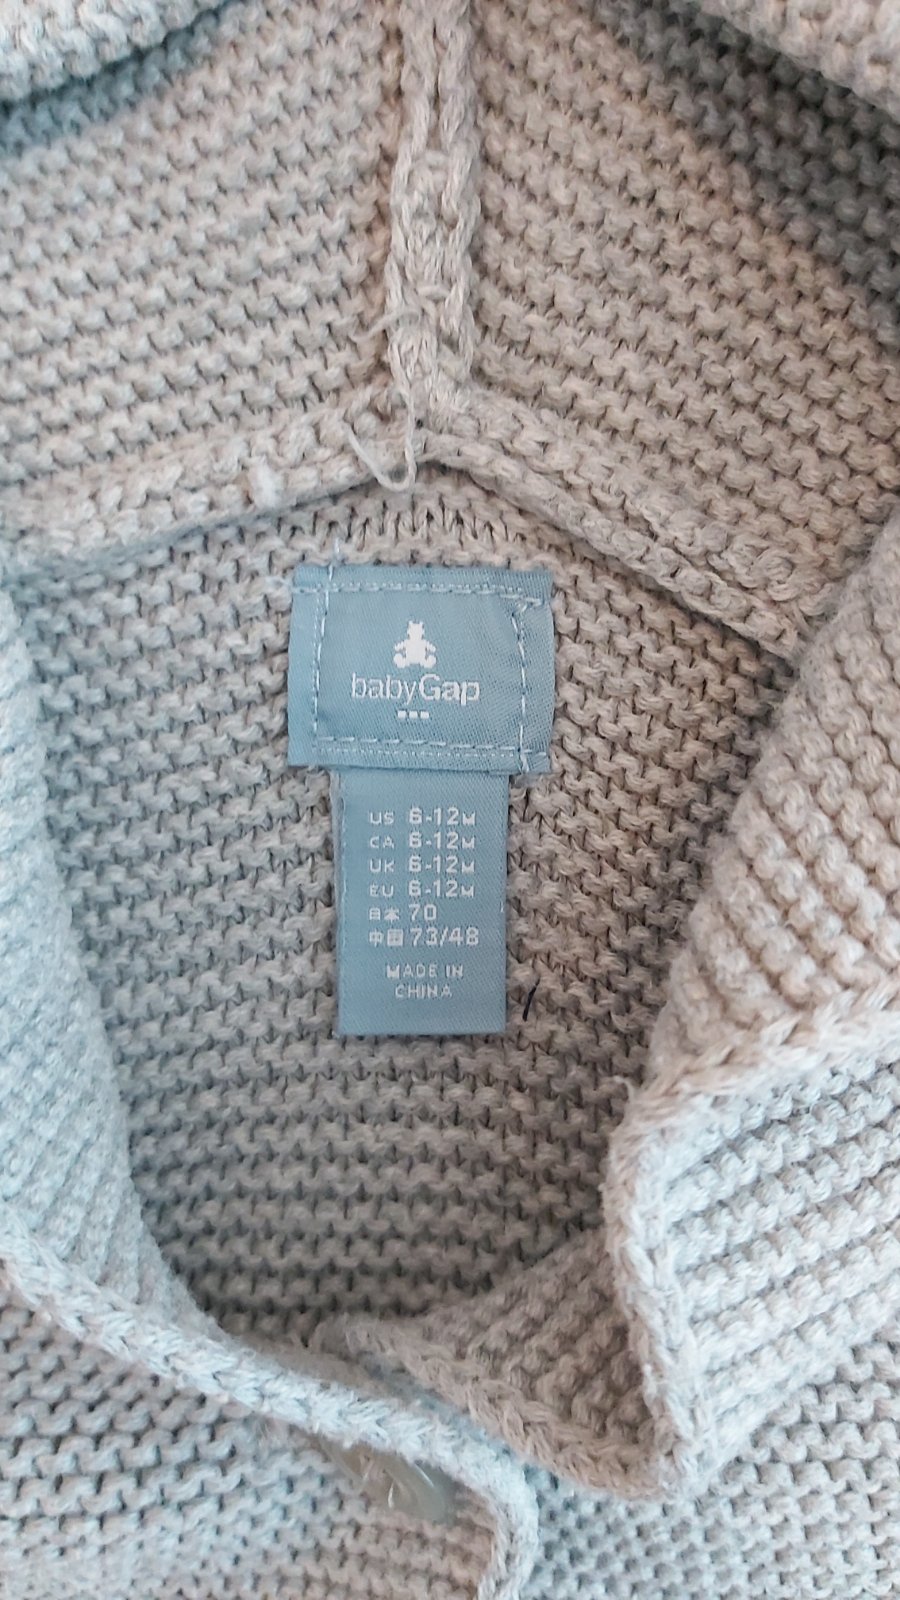 babyGap
US 6-12M
CA 6-12M
UK 6-12M
EU 6-12M
日本 70
中国 73/48
MADE IN
CHINA